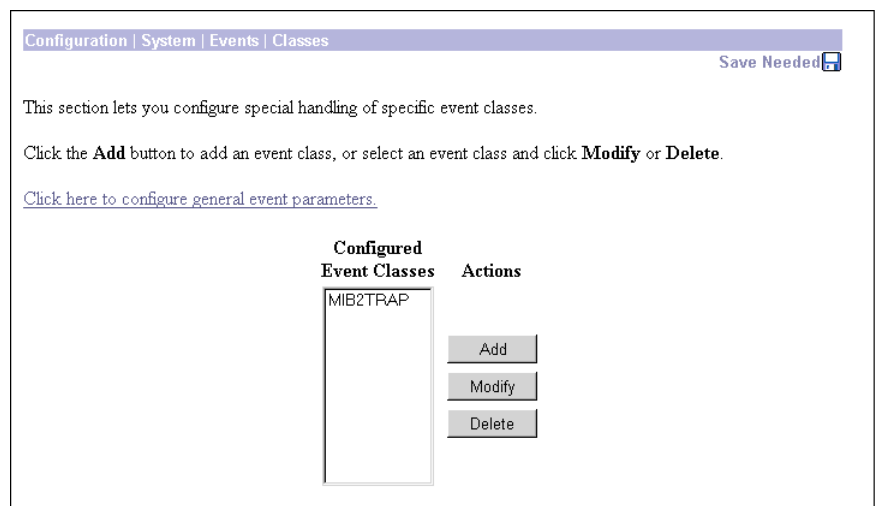 Configuration | System | Events | Classes
Save Needed
This section lets you configure special handling of specific event classes.
Click the Add button to add an event class, or select an event class and click Modify or Delete.
Click here to configure general event parameters.
Configured
Event Classes Actions
MIB2TRAP
Add
Modify
Delete